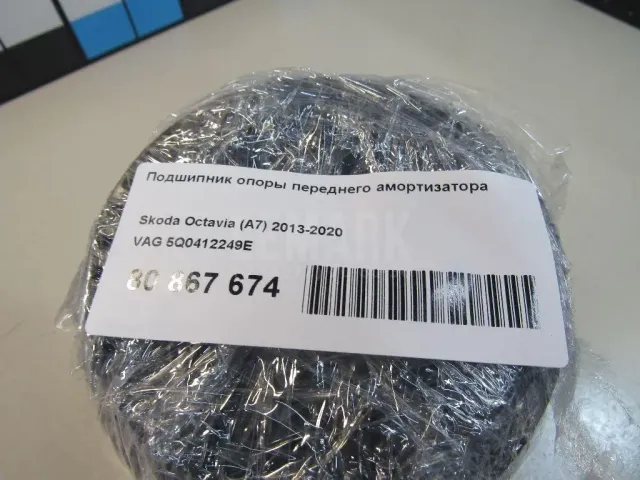 Подшипник опоры переднего амортизатора
Skoda Octavia (A7) 2013-2020
VAG 5Q0412249E
80 867 674